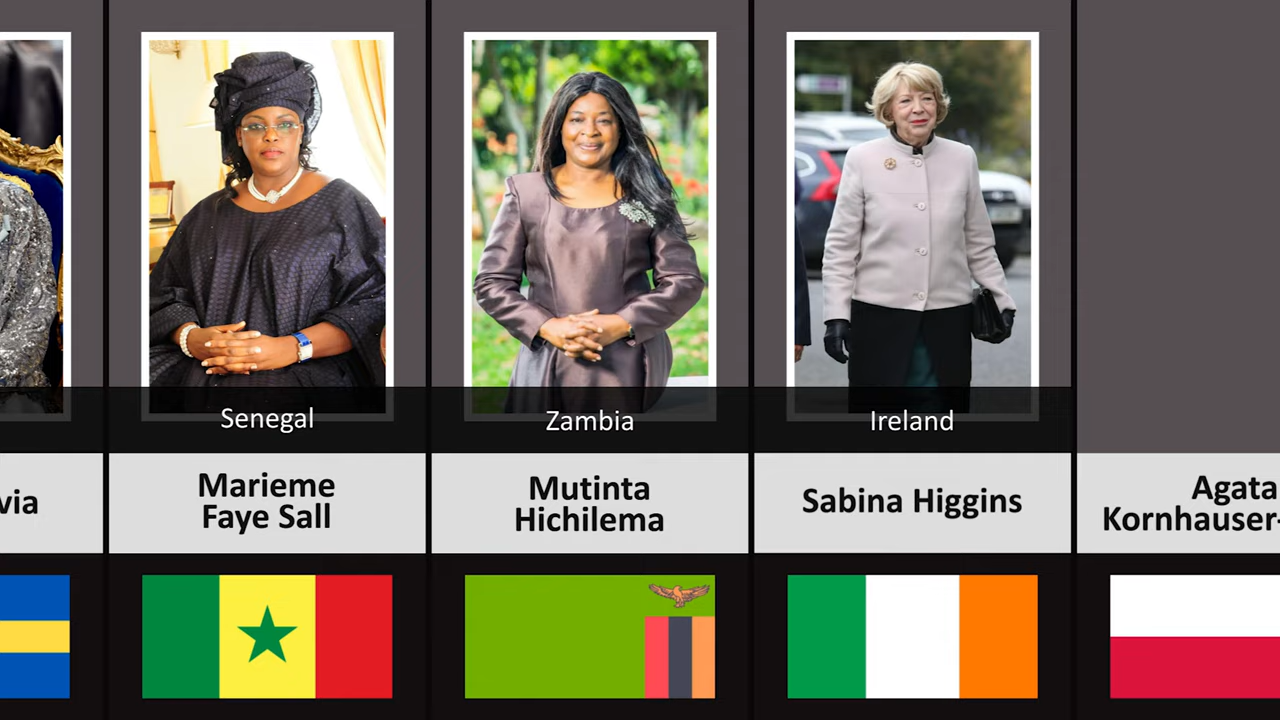 Senegal
Zambia
Ireland
via
Marieme
Faye Sall
Mutinta
Hichilema
Sabina Higgins
Agata
Kornhauser-